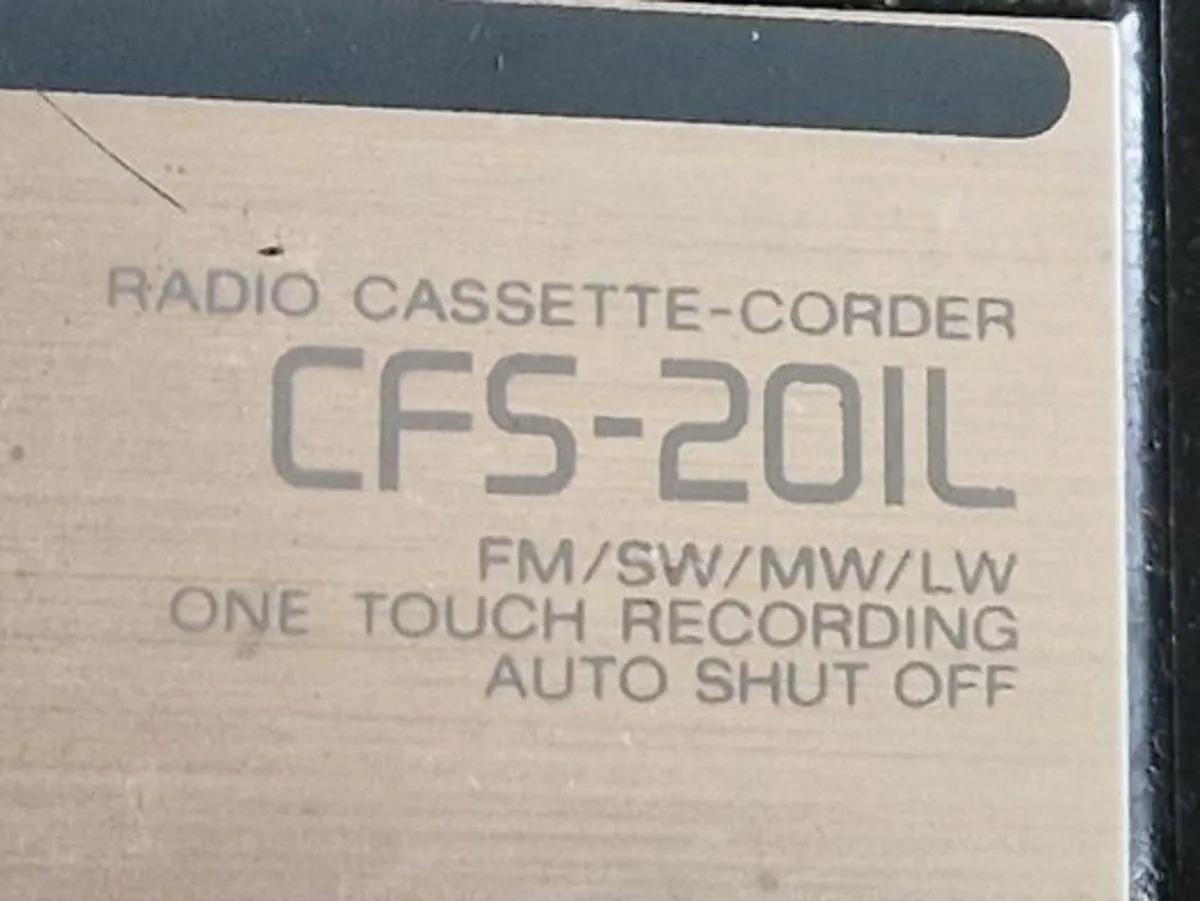 RADIO CASSETTE-CORDER
CFS-201L
FM/SW/MW/LW
ONE TOUCH RECORDING
AUTO SHUT OFF